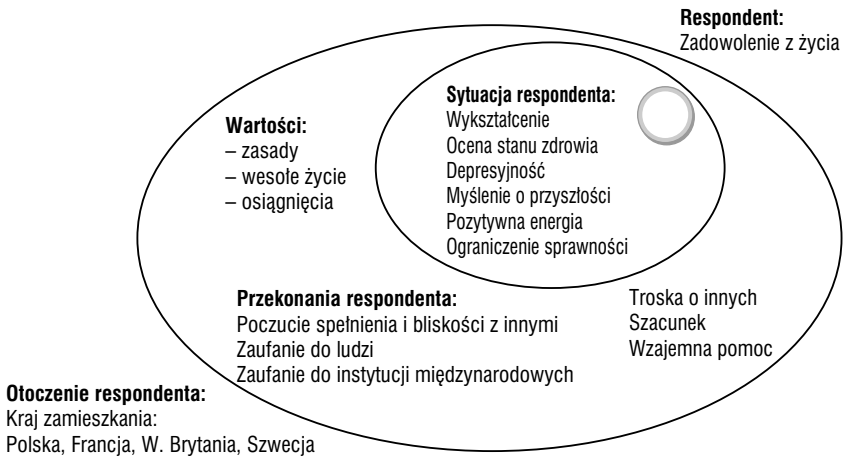 Respondent:
Zadowolenie z życia
Sytuacja respondenta:
Wykształcenie
Ocena stanu zdrowia
Depresyjność
Myślenie o przyszłości
Pozytywna energia
Ograniczenie sprawności
Wartości:
– zasady
– wesołe życie
– osiągnięcia
Przekonania respondenta:
Poczucie spełnienia i bliskości z innymi
Zaufanie do ludzi
Zaufanie do instytucji międzynarodowych
Troska o innych
Szacunek
Wzajemna pomoc
Otoczenie respondenta:
Kraj zamieszkania:
Polska, Francja, W. Brytania, Szwecja